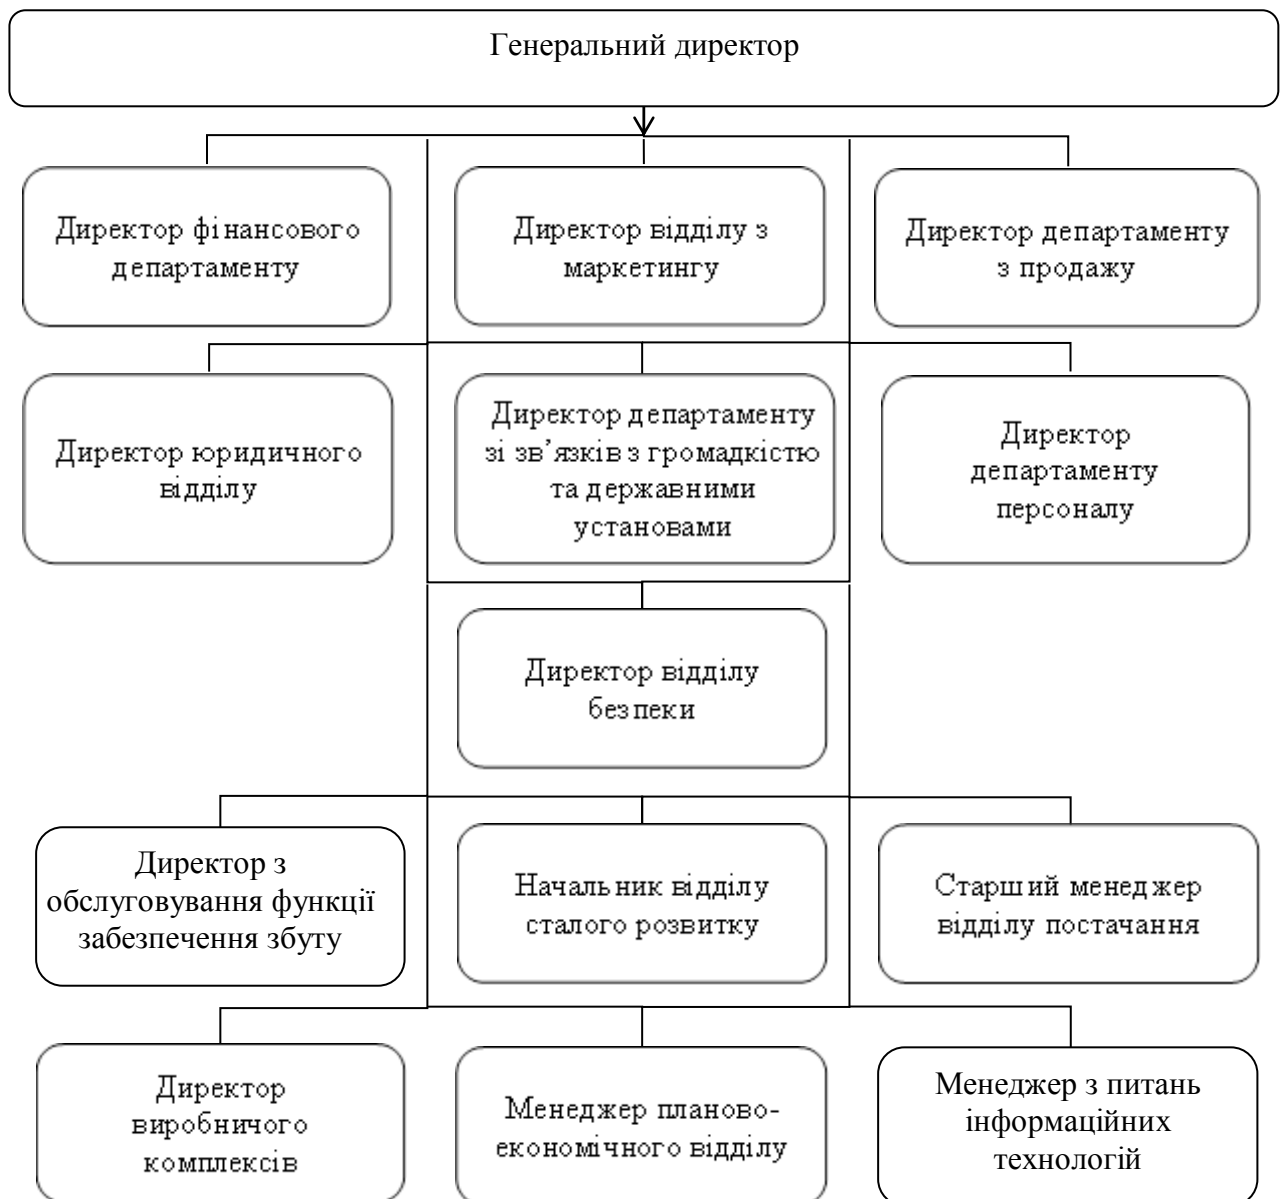 Генеральний директор
Директор фінансового
департаменту
Директор відділу з
маркетингу
Директор департаменту
з продажу
Директор юридичного
відділу
Директор департаменту
зі зв’язків з громадкістю
та державними
установами
Директор
департаменту
персоналу
Директор відділу
безпеки
Директор з
обслуговування функції
забезпечення збуту
Начальник відділу
сталого розвитку
Старший менеджер
відділу постачання
Директор
виробничого
комплексів
Менеджер планово-
економічного відділу
Менеджер з питань
інформаційних
технологій